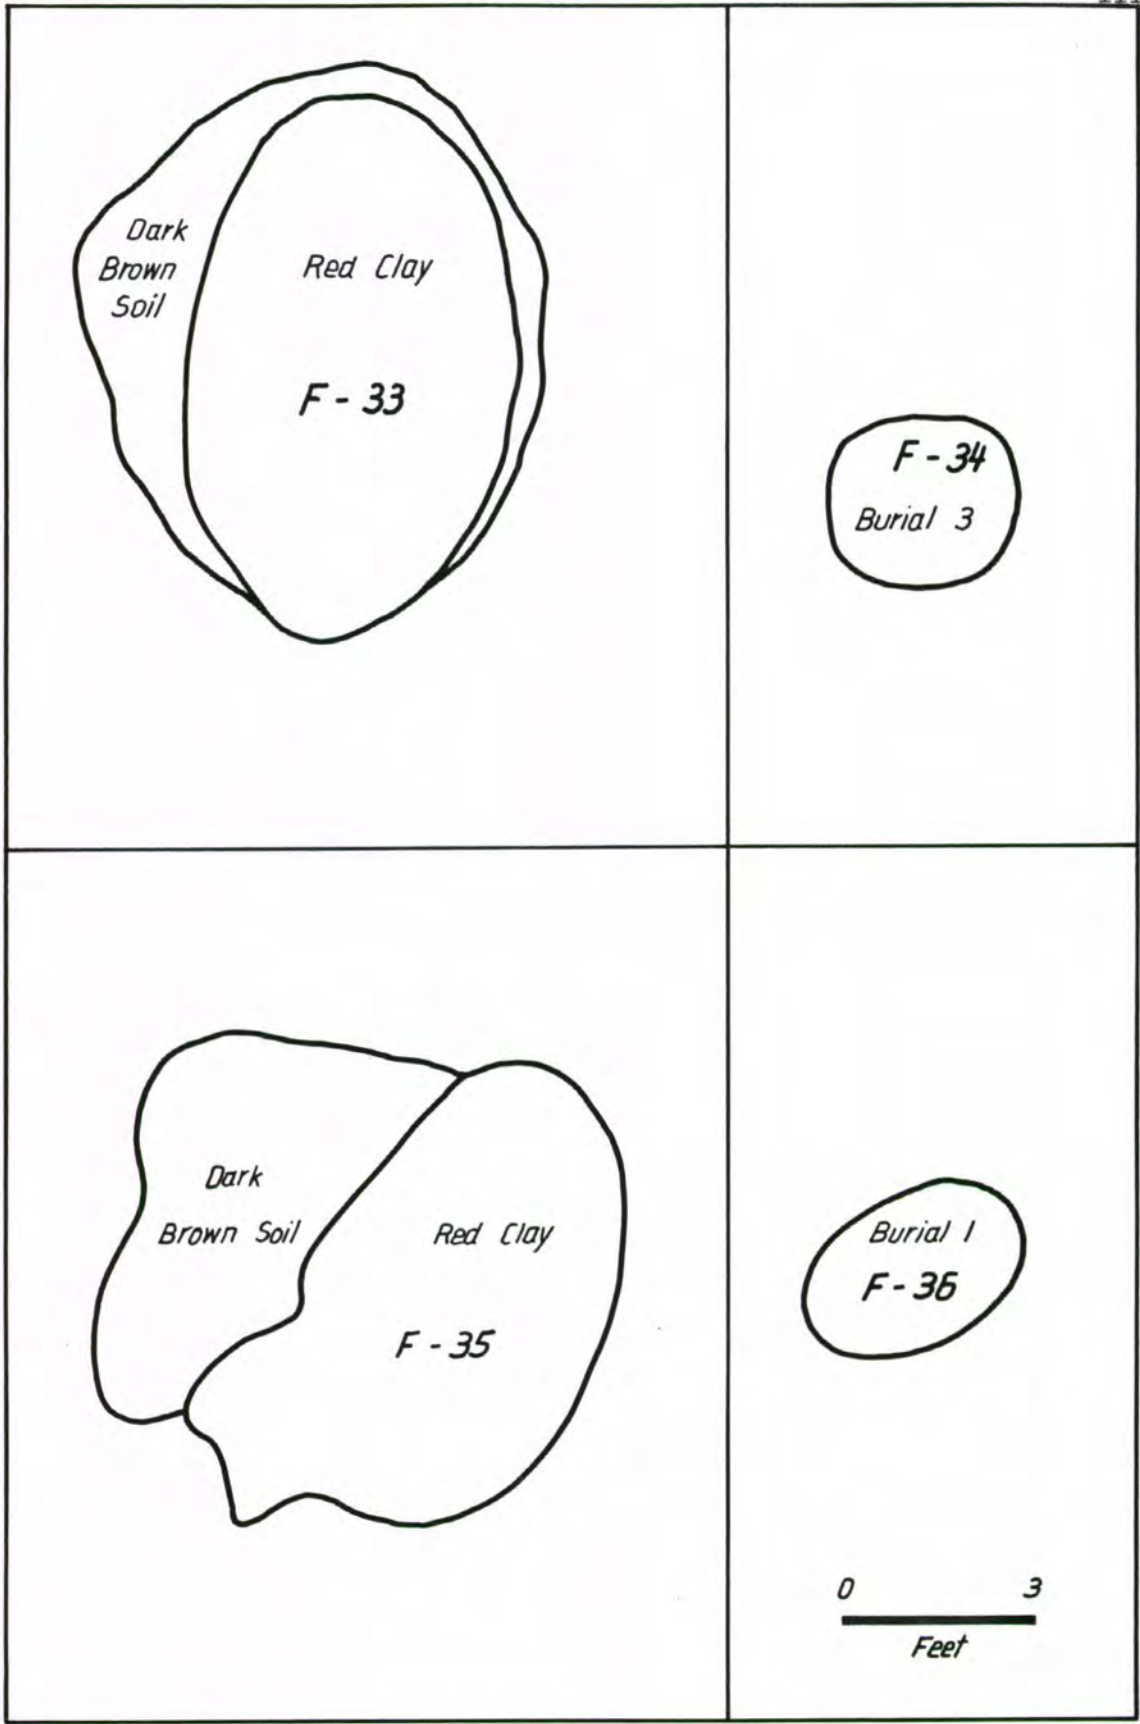 Dark
Brown
Soil
Red Clay
F-33
F-34
Burial 3
Dark
Brown Soil
Red Clay
F-35
Burial 1
F-36
0 3
Feet